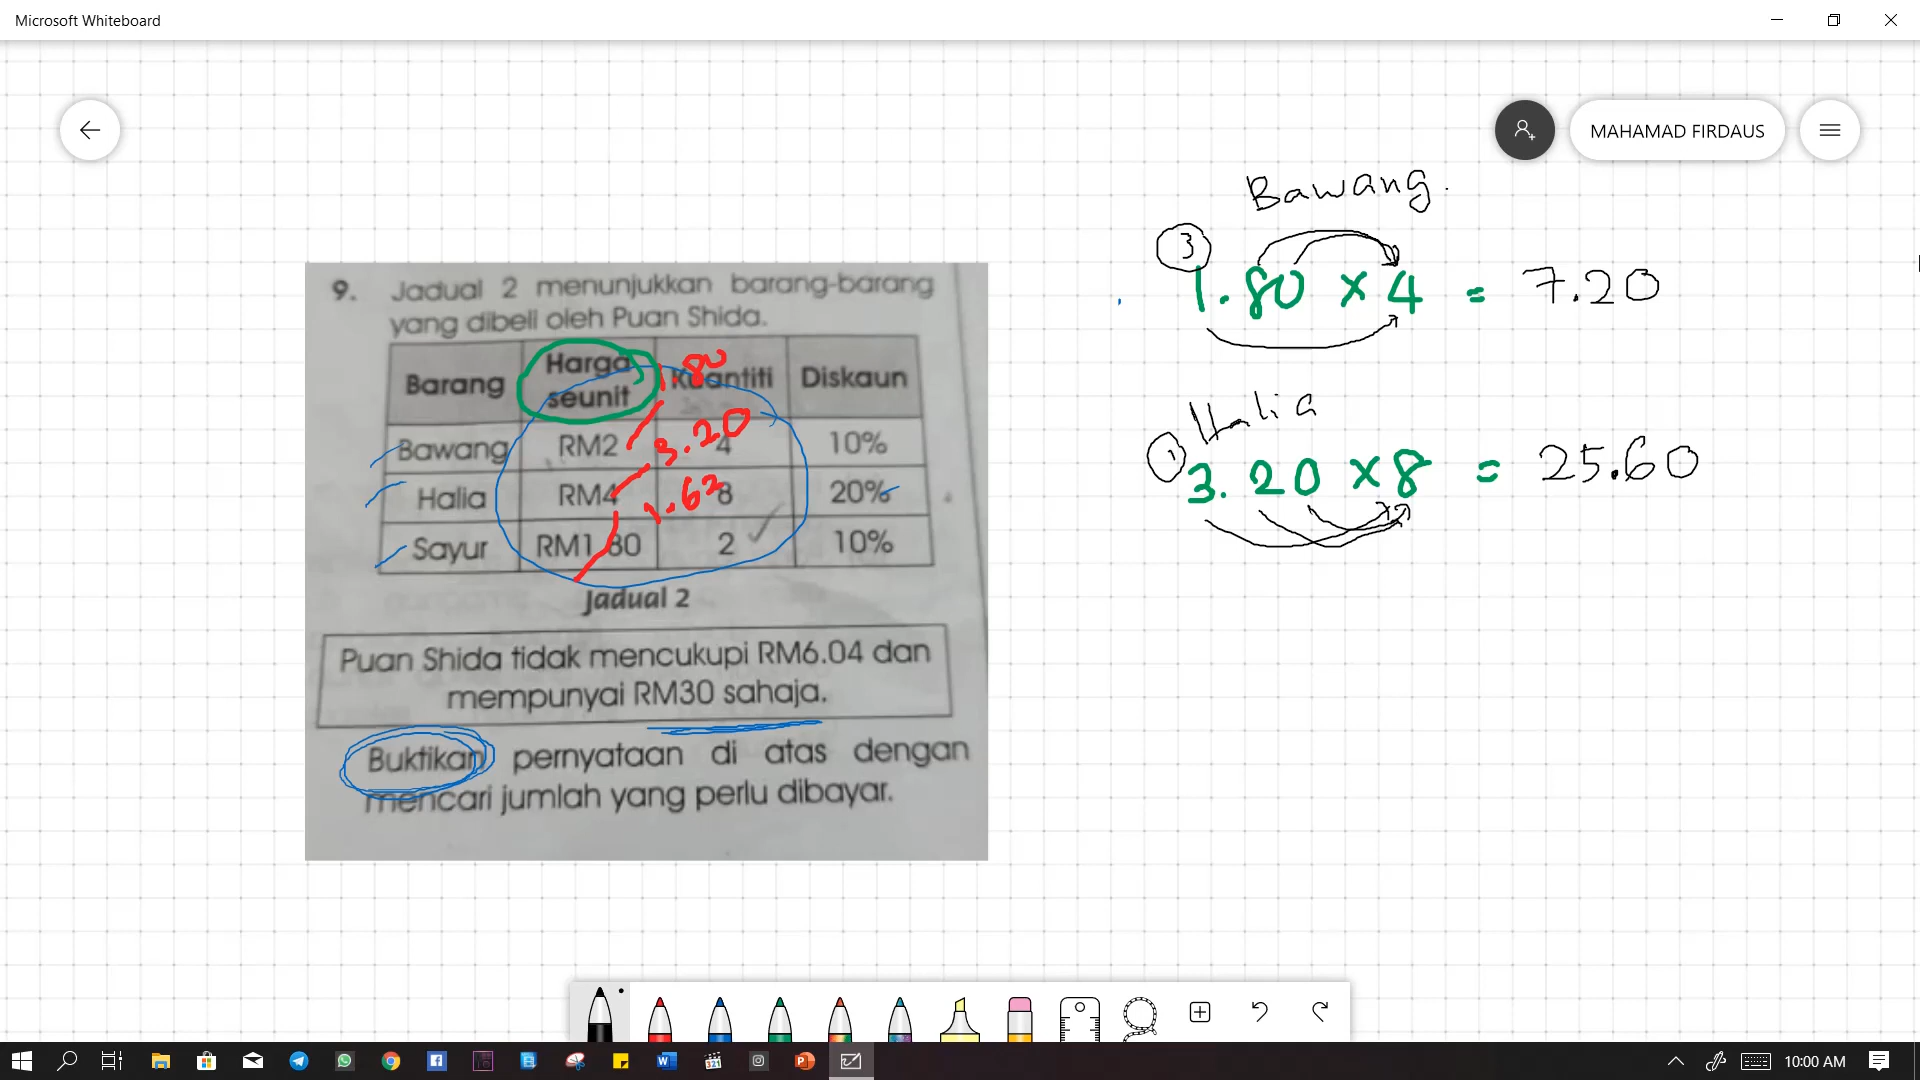 Microsoft Whiteboard
MAHAMAD FIRDAUS
9. Jadual 2 menunjukkan barang-barang
yang dibeli oleh Puan Shida.
Barang Harga seunit Kuantiti Diskaun
Bawang RM2 4 10%
Halia RM4 8 20%
Sayur RM1.80 2 10%
1.80
3.20
1.62
Jadual 2
Puan Shida tidak mencukupi RM6.04 dan
mempunyai RM30 sahaja.
Buktikan pernyataan di atas dengan
mencari jumlah yang perlu dibayar.
Bawang.
3
1.80 × 4 = 7.20
Halia
1
3.20 × 8 = 25.60
10:00 AM